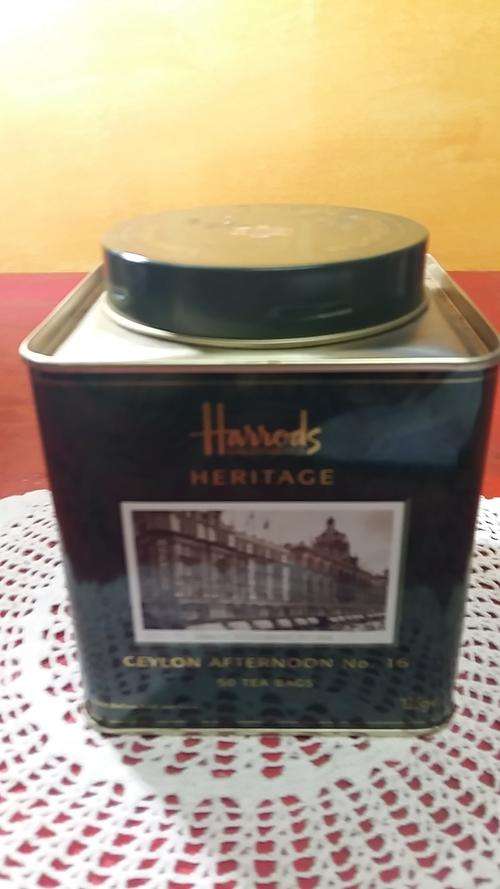 Harrods
HERITAGE
CEYLON AFTERNOON No. 16
50 TEA BAGS